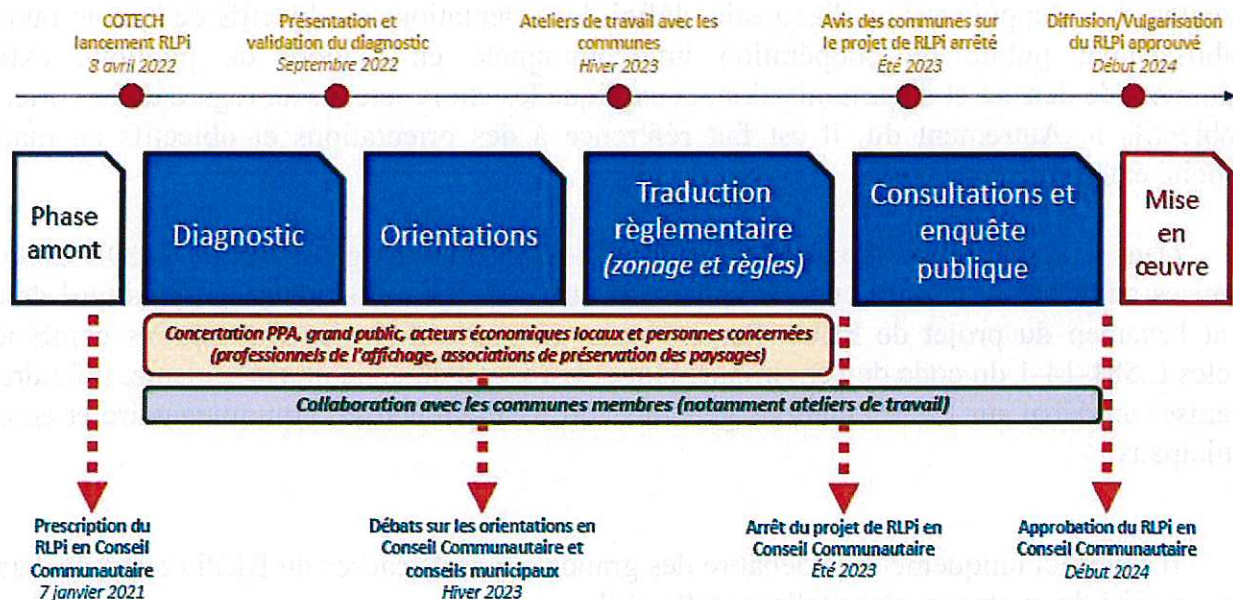 COTECH
lancement RLPi
8 avril 2022
Présentation et
validation du diagnostic
Septembre 2022
Ateliers de travail avec les
communes
Hiver 2023
Avis des communes sur
le projet de RLPi arrêté
Été 2023
Diffusion/Vulgarisation
du RLPi approuvé
Début 2024
Phase
amont
Diagnostic
Orientations
Traduction
règlementaire
(zonage et règles)
Consultations et
enquête
publique
Mise
en
œuvre
Concertation PPA, grand public, acteurs économiques locaux et personnes concernées
(professionnels de l'affichage, associations de préservation des paysages)
Collaboration avec les communes membres (notamment ateliers de travail)
Prescription du
RLPi en Conseil
Communautaire
7 janvier 2021
Débats sur les orientations en
Conseil Communautaire et
conseils municipaux
Hiver 2023
Arrêt du projet de RLPi en
Conseil Communautaire
Été 2023
Approbation du RLPi en
Conseil Communautaire
Début 2024